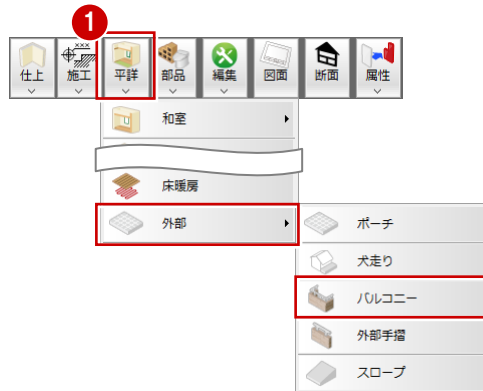 1
×××
仕上 施工 平詳 部品 編集 図面 断面 属性
和室
床暖房
外部
ポーチ
犬走り
バルコニー
外部手摺
スロープ